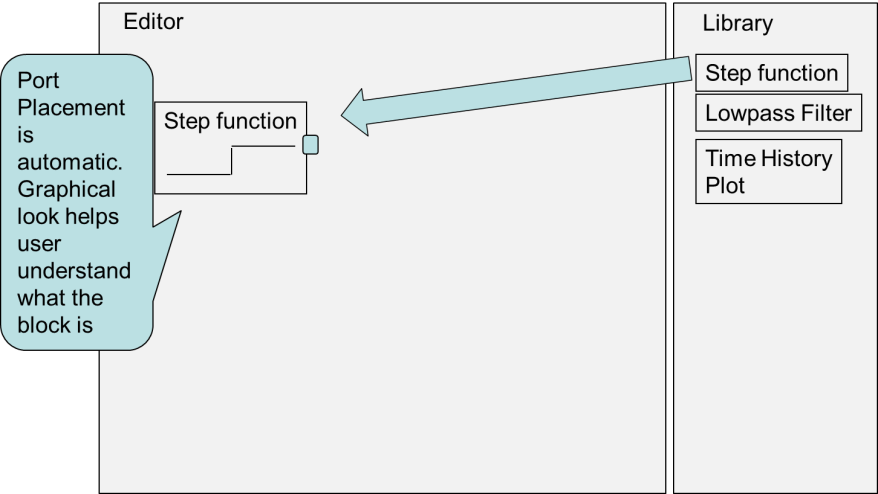 Editor
Library
Port
Placement
is
automatic.
Graphical
look helps
user
understand
what the
block is
Step function
Step function
Lowpass Filter
Time History
Plot